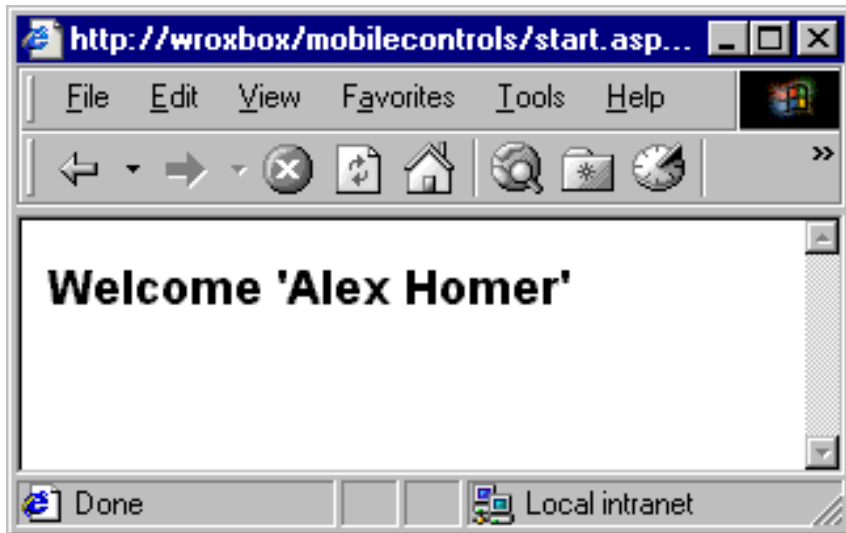 http://wroxbox/mobilecontrols/start.asp...
File Edit View Favorites Tools Help
»
Welcome 'Alex Homer'
Done Local intranet